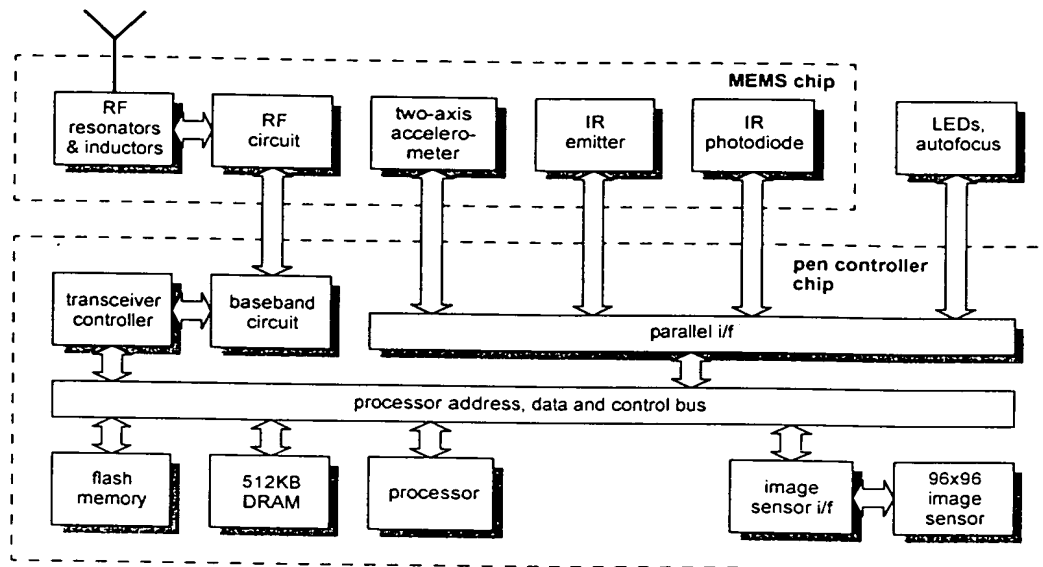 MEMS chip
RF
resonators
& inductors
RF
circuit
two-axis
accelero-
meter
IR
emitter
IR
photodiode
LEDs,
autofocus
pen controller
chip
transceiver
controller
baseband
circuit
parallel i/f
processor address, data and control bus
flash
memory
512KB
DRAM
processor
image
sensor i/f
96x96
image
sensor